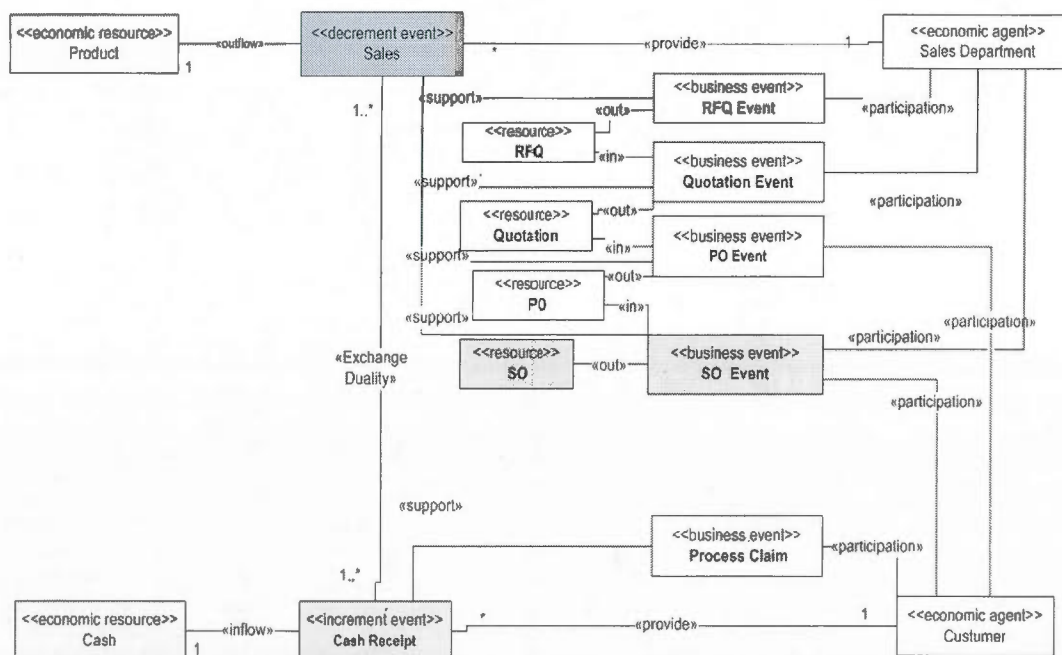 <<economic resource>>
Product
1
«outflow»
<<decrement event>>
Sales
*
«provide»
1
<<economic agent>>
Sales Department
1..*
«support»
<<business event>>
RFQ Event
«participation»
«out»
<<resource>>
RFQ
«in»
<<business event>>
Quotation Event
«support»
«participation»
<<resource>>
Quotation
«out»
«in»
<<business event>>
PO Event
«support»
«out»
<<resource>>
PO
«in»
«support»
«participation»
«participation»
«Exchange
Duality»
<<resource>>
SO
«out»
<<business event>>
SO Event
«participation»
«support»
<<business event>>
Process Claim
«participation»
1..*
<<economic resource>>
Cash
1
«inflow»
<<increment event>>
Cash Receipt
*
«provide»
1
<<economic agent>>
Custumer